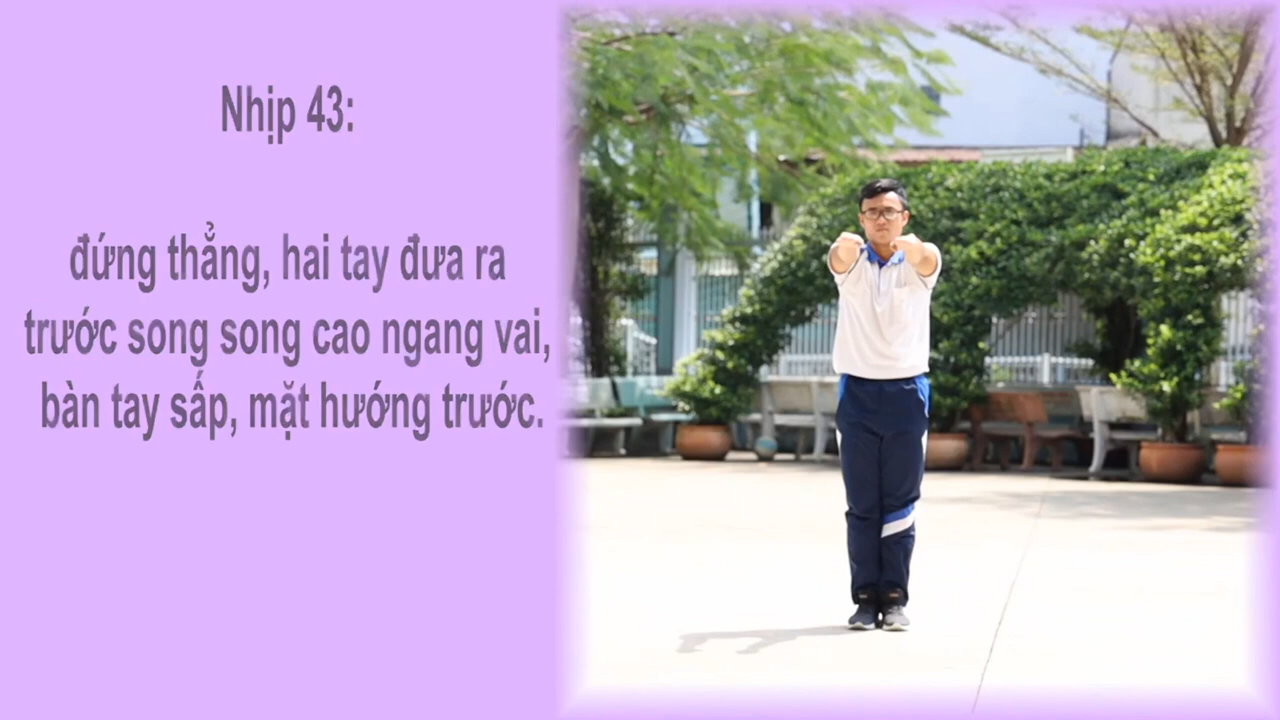 Nhịp 43:
đứng thẳng, hai tay đưa ra
trước song song cao ngang vai,
bàn tay sấp, mặt hướng trước.